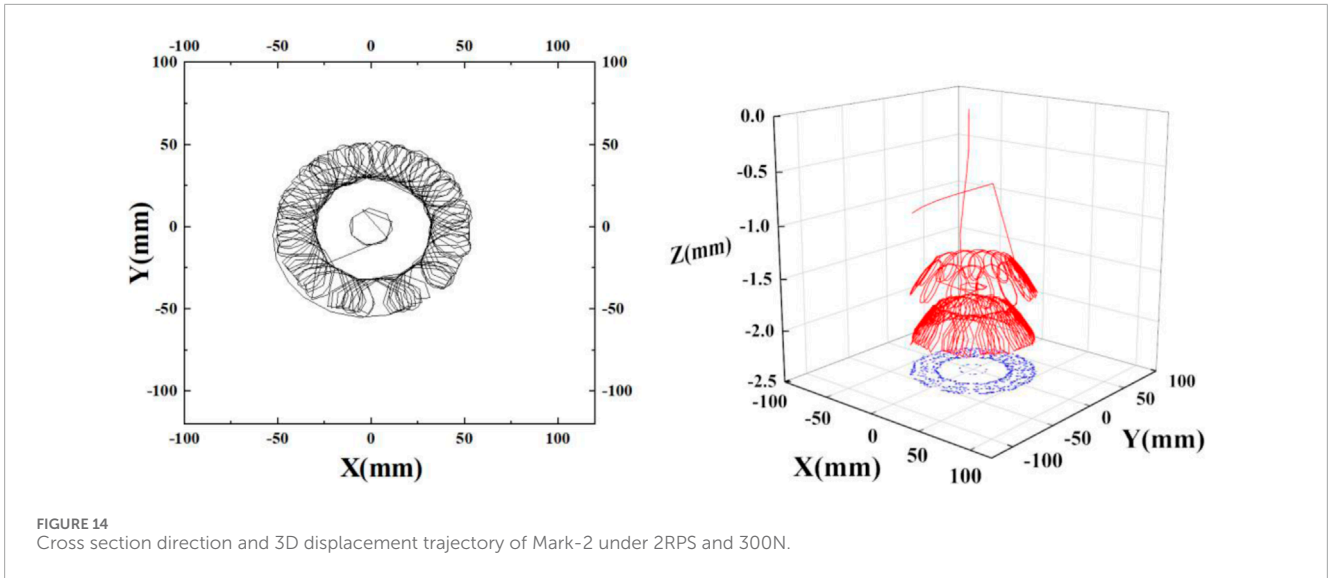 -100 -50 0 50 100
100 100
50 50
0 0
-50 -50
-100 -100
-100 -50 0 50 100
Y(mm)
X(mm)
0.0
-0.5
-1.0
-1.5
-2.0
-2.5
Z(mm)
-100
-50
0
50
100
X(mm)
-100
-50
0
50
100
Y(mm)
FIGURE 14
Cross section direction and 3D displacement trajectory of Mark-2 under 2RPS and 300N.